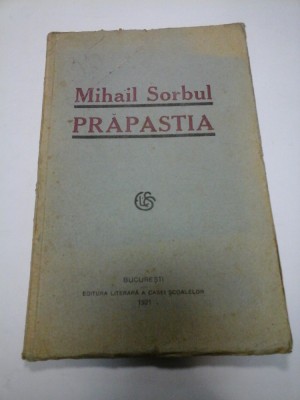 Mihail Sorbul
PRĂPASTIA
BUCUREȘTI
EDITURA LITERARĂ A CASEI ȘCOALELOR
1921